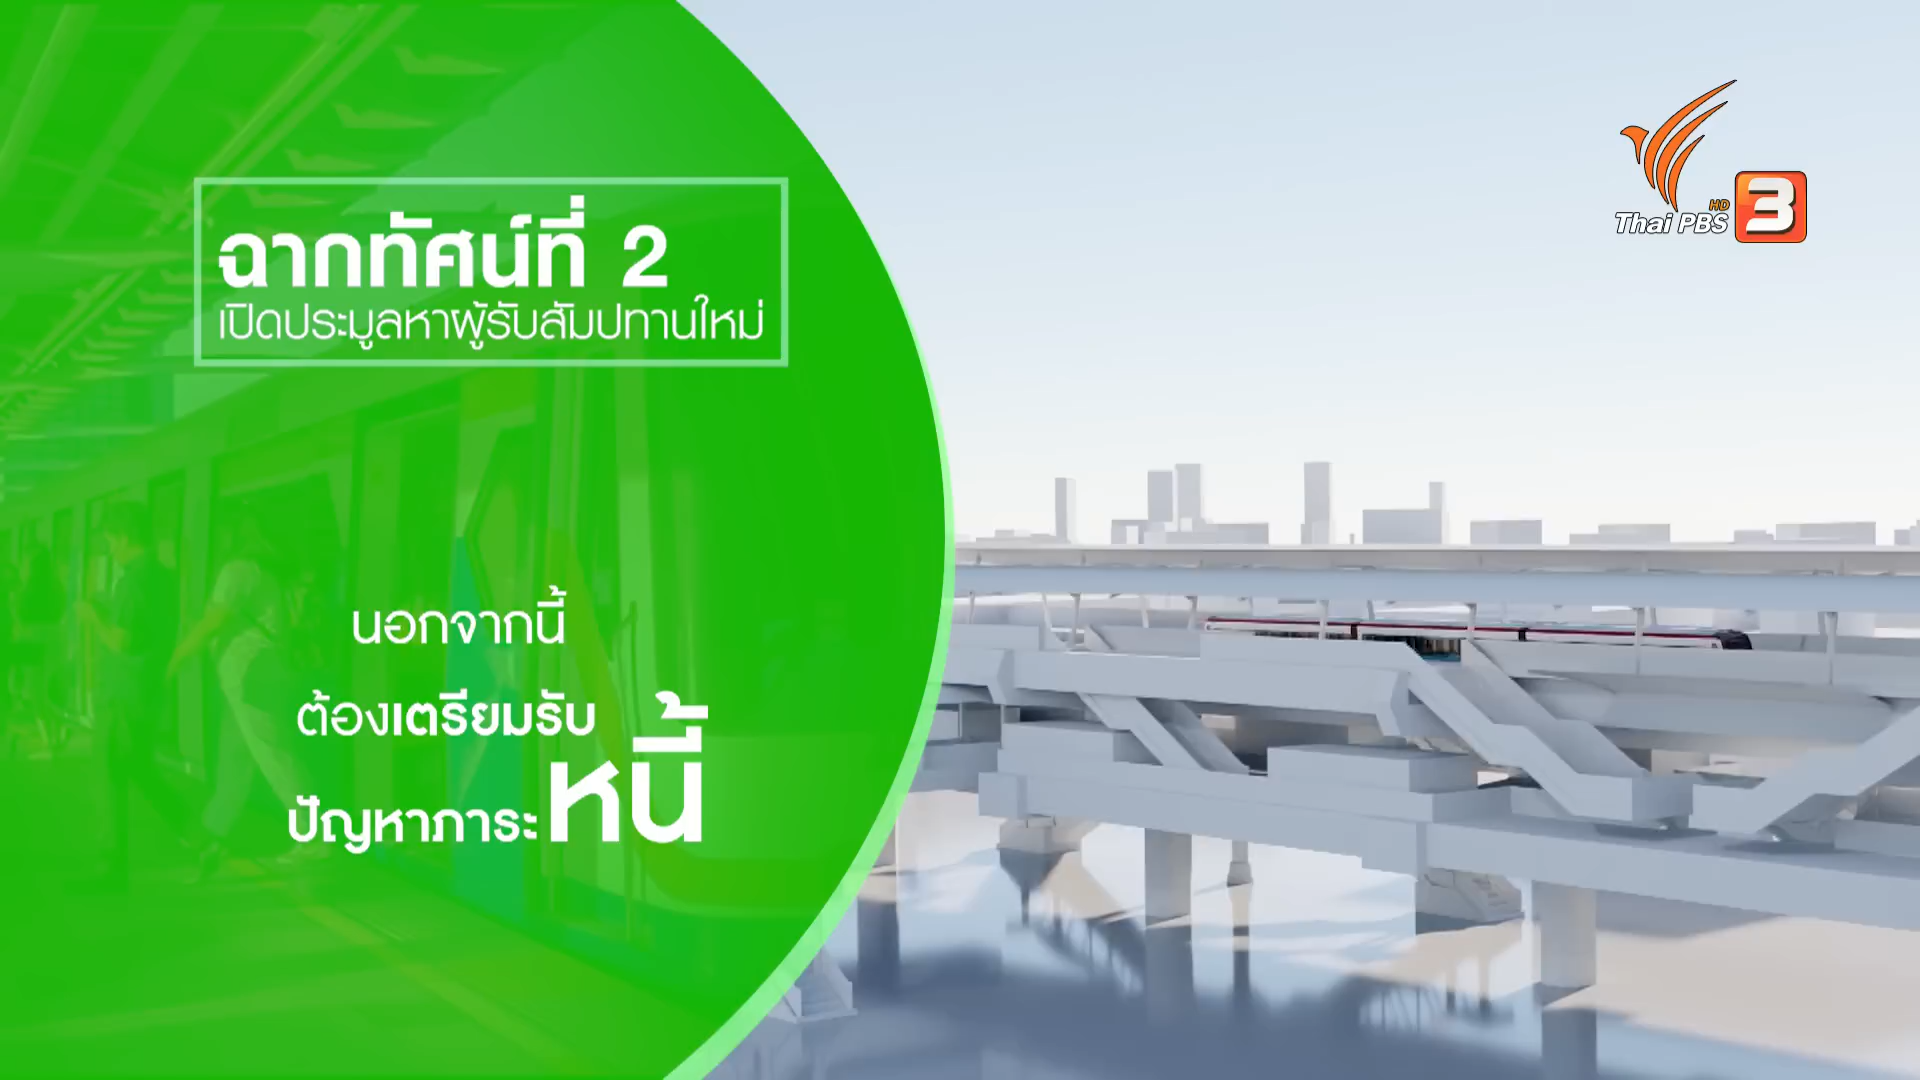 ฉากทัศน์ที่ 2
เปิดประมูลหาผู้รับสัมปทานใหม่
นอกจากนี้
ต้องเตรียมรับ
ปัญหาภาระหนี้
Thai PBS HD 3